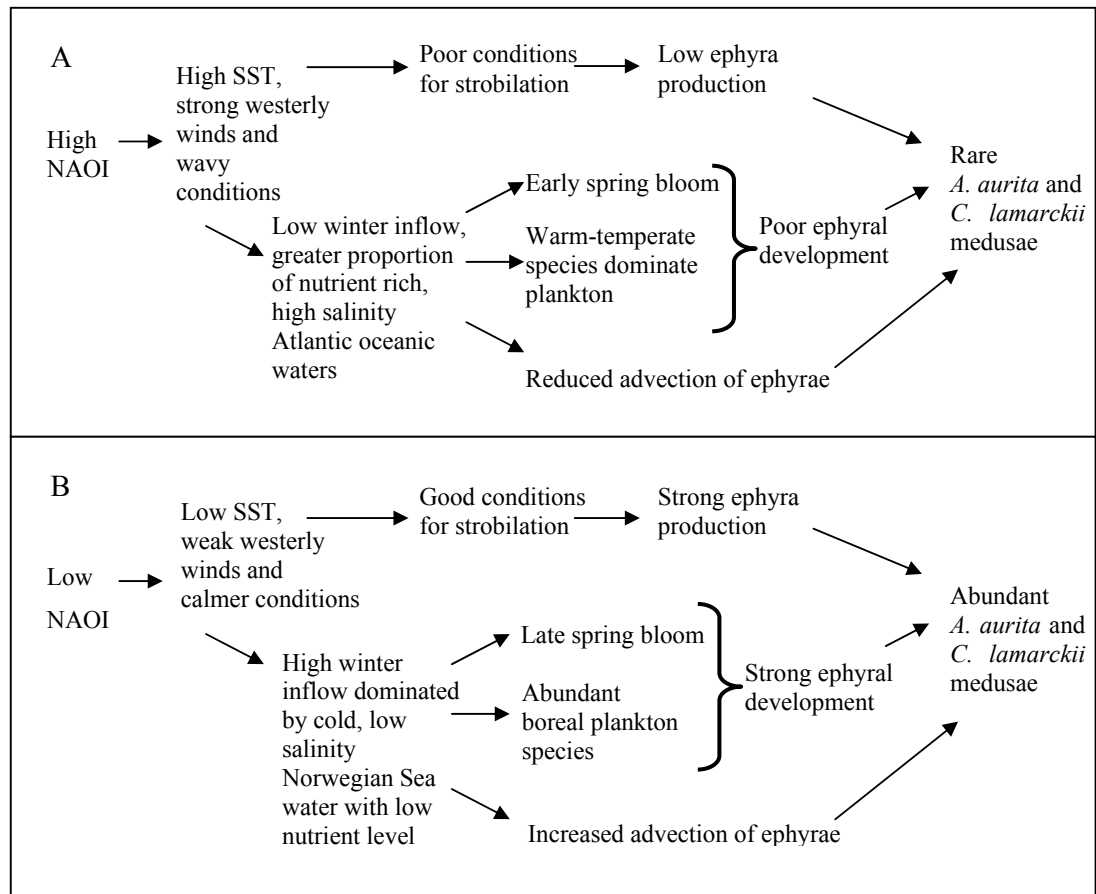 A
High
NAOI
High SST,
strong westerly
winds and
wavy
conditions
Poor conditions
for strobilation
Low ephyra
production
Low winter inflow,
greater proportion
of nutrient rich,
high salinity
Atlantic oceanic
waters
Early spring bloom
Warm-temperate
species dominate
plankton
Poor ephyral
development
Reduced advection of ephyrae
Rare
A. aurita and
C. lamarckii
medusae
B
Low
NAOI
Low SST,
weak westerly
winds and
calmer conditions
Good conditions
for strobilation
Strong ephyra
production
High winter
inflow dominated
by cold, low
salinity
Norwegian Sea
water with low
nutrient level
Late spring bloom
Abundant
boreal plankton
species
Strong ephyral
development
Increased advection of ephyrae
Abundant
A. aurita and
C. lamarckii
medusae